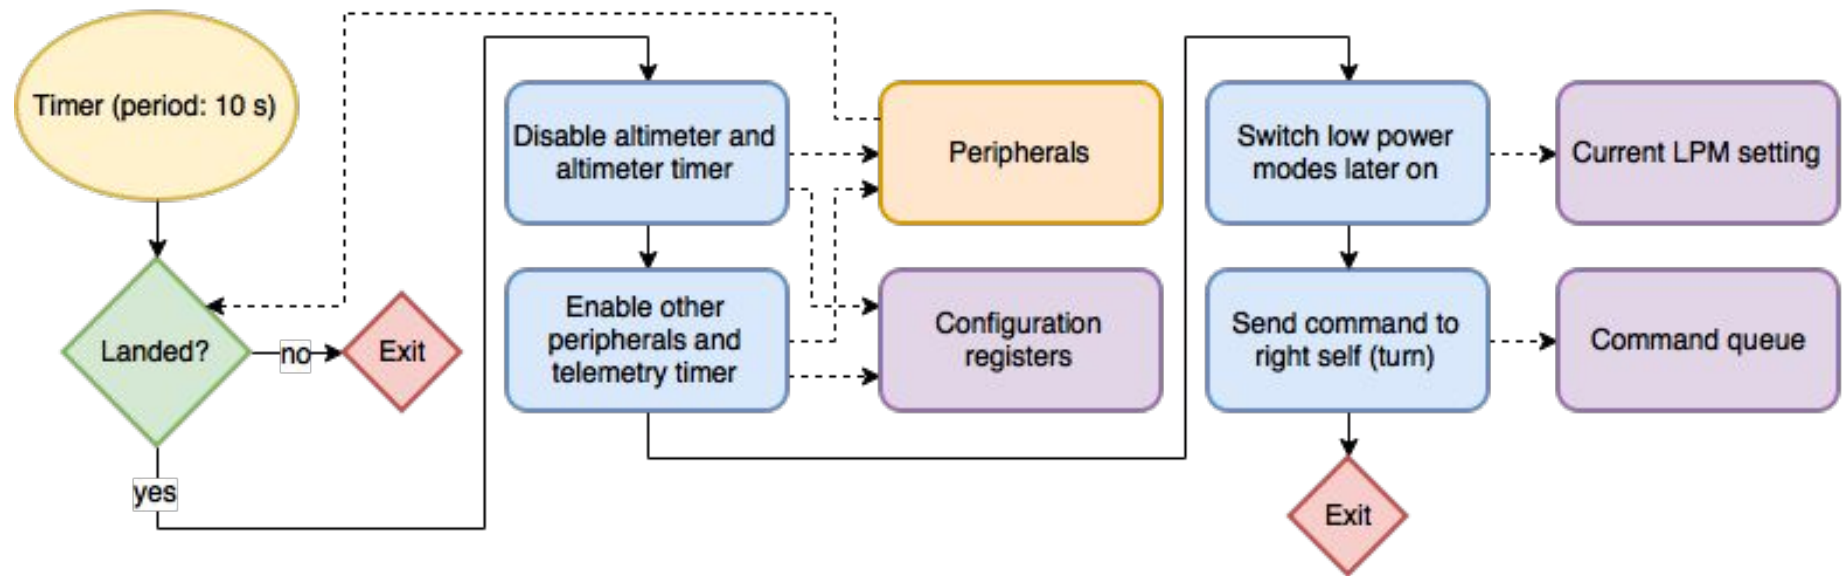 Timer (period: 10 s)
Landed?
no
Exit
yes
Disable altimeter and
altimeter timer
Enable other
peripherals and
telemetry timer
Peripherals
Configuration
registers
Switch low power
modes later on
Send command to
right self (turn)
Exit
Current LPM setting
Command queue